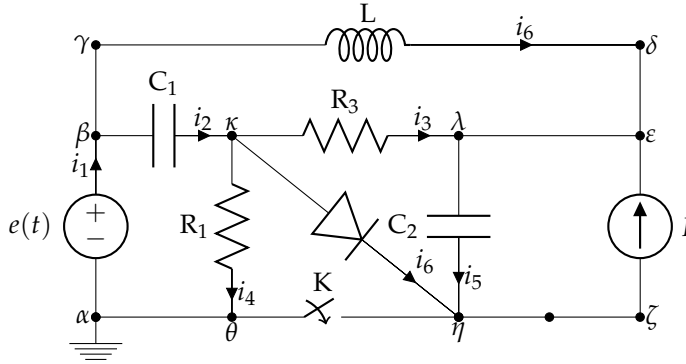 L
γ i₆ δ
C₁
R₃
β i₂ κ i₃ λ ε
i₁
e(t) + − R₁ C₂
i₆ i₅
i₄ K
α θ η ζ